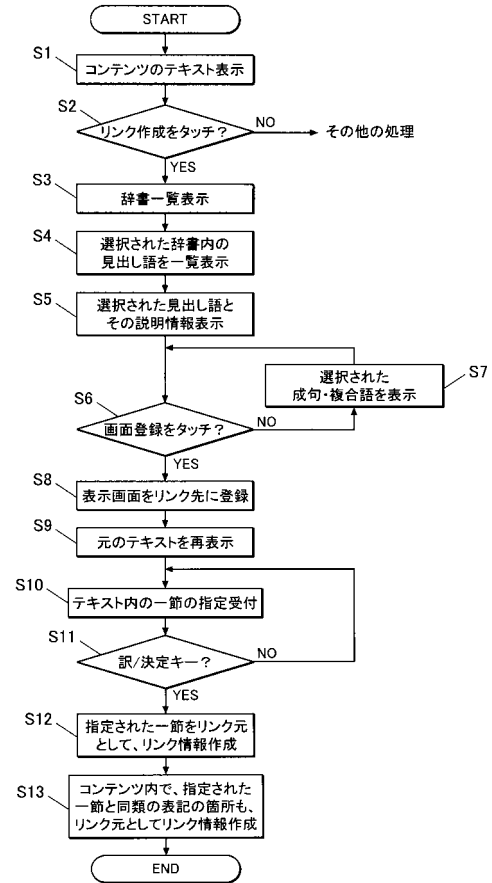 START
S1
コンテンツのテキスト表示
S2
リンク作成をタッチ？
NO
その他の処理
YES
S3
辞書一覧表示
S4
選択された辞書内の
見出し語を一覧表示
S5
選択された見出し語と
その説明情報表示
S7
選択された
成句・複合語を表示
S6
画面登録をタッチ？
NO
YES
S8
表示画面をリンク先に登録
S9
元のテキストを再表示
S10
テキスト内の一節の指定受付
S11
訳/決定キー？
NO
YES
S12
指定された一節をリンク元
として、リンク情報作成
S13
コンテンツ内で、指定された
一節と同類の表記の箇所も、
リンク元としてリンク情報作成
END